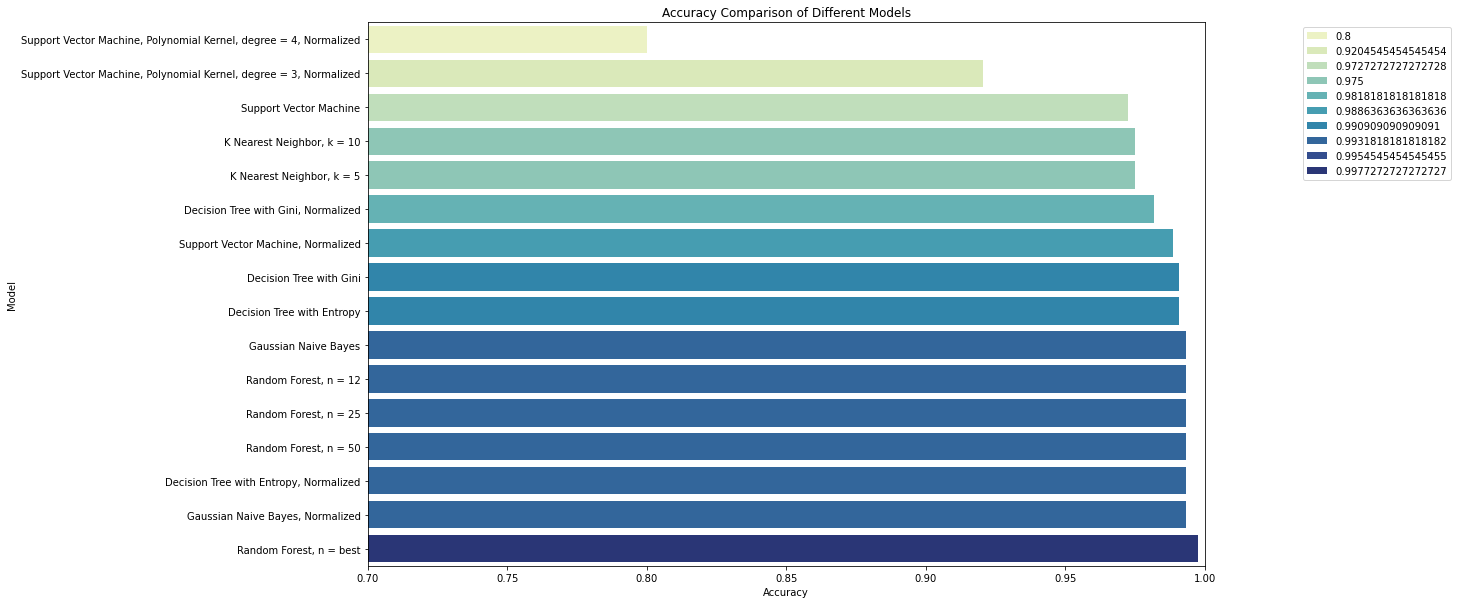 Accuracy Comparison of Different Models
Support Vector Machine, Polynomial Kernel, degree = 4, Normalized
Support Vector Machine, Polynomial Kernel, degree = 3, Normalized
Support Vector Machine
K Nearest Neighbor, k = 10
K Nearest Neighbor, k = 5
Decision Tree with Gini, Normalized
Support Vector Machine, Normalized
Decision Tree with Gini
Decision Tree with Entropy
Gaussian Naive Bayes
Random Forest, n = 12
Random Forest, n = 25
Random Forest, n = 50
Decision Tree with Entropy, Normalized
Gaussian Naive Bayes, Normalized
Random Forest, n = best
Model
0.70 0.75 0.80 0.85 0.90 0.95 1.00
Accuracy
0.8
0.9204545454545454
0.9727272727272728
0.975
0.9818181818181818
0.9886363636363636
0.990909090909091
0.9931818181818182
0.9954545454545455
0.9977272727272727